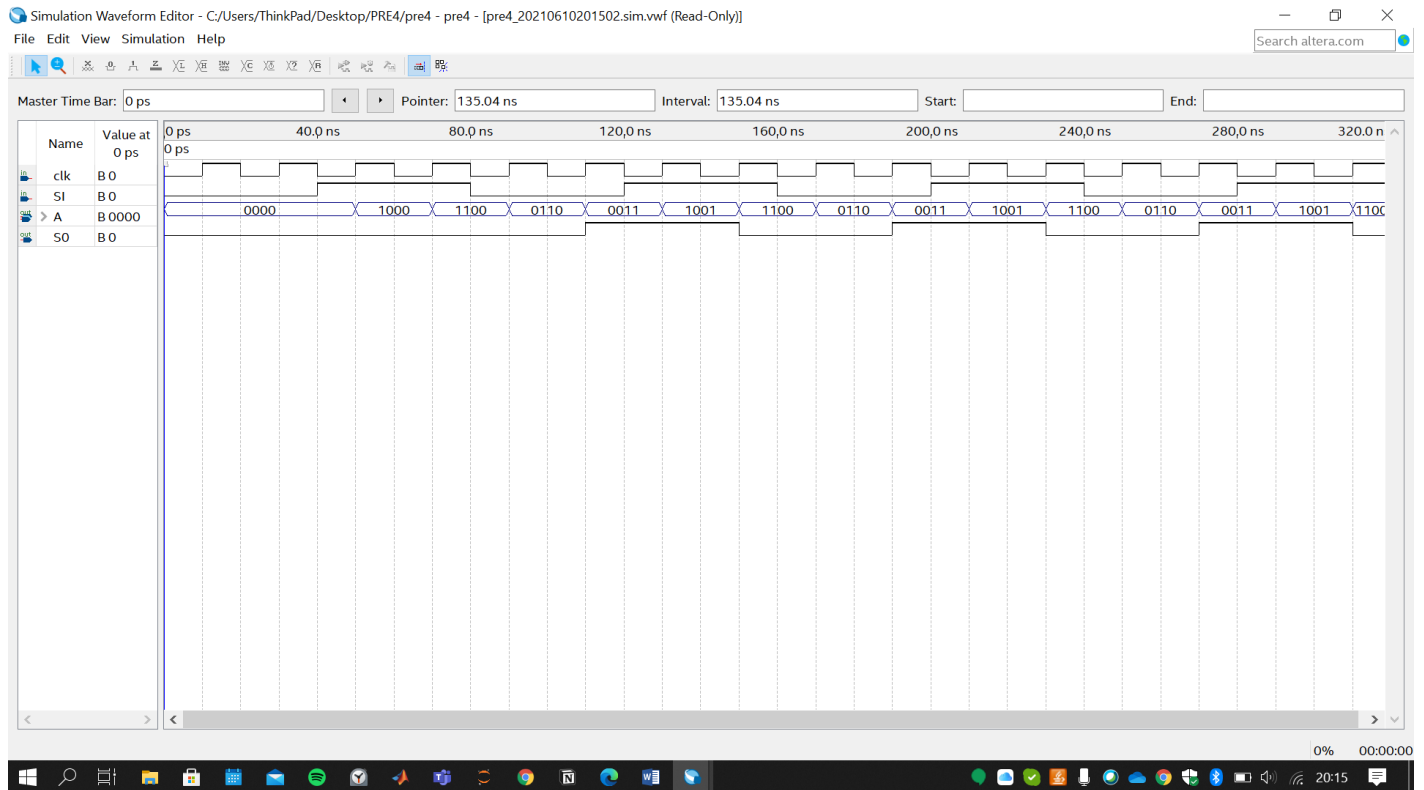 Simulation Waveform Editor - C:/Users/ThinkPad/Desktop/PRE4/pre4 - pre4 - [pre4_20210610201502.sim.vwf (Read-Only)]
File Edit View Simulation Help
Search altera.com
Master Time Bar: 0 ps Pointer: 135.04 ns Interval: 135.04 ns Start: End:
Name Value at 0 ps
0 ps 40.0 ns 80.0 ns 120,0 ns 160,0 ns 200,0 ns 240,0 ns 280,0 ns 320.0 n
0 ps
clk B 0
SI B 0
A B 0000 0000 1000 1100 0110 0011 1001 1100 0110 0011 1001 1100 0110 0011 1001 1100
S0 B 0
0% 00:00:00
20:15